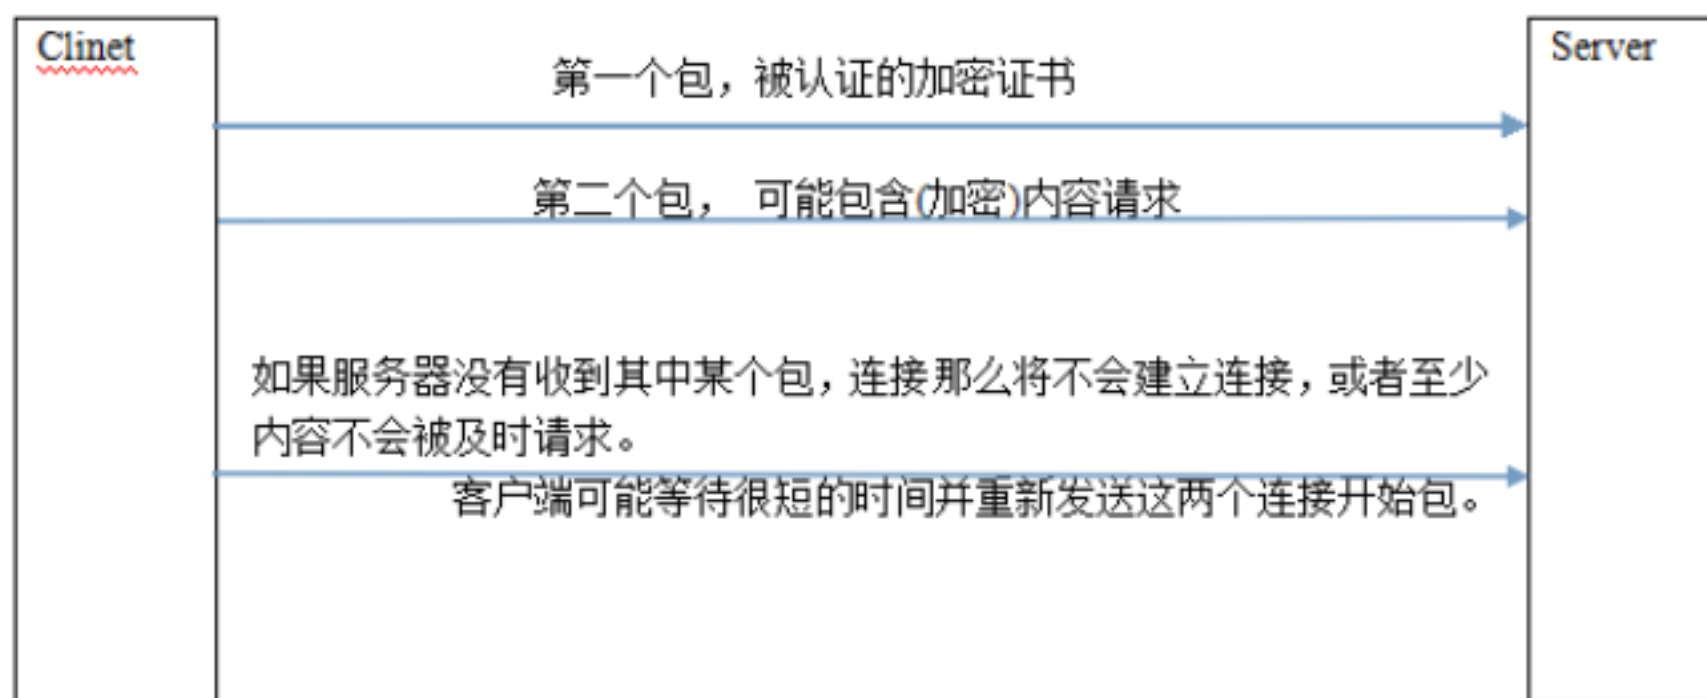 Clinet
Server
第一个包，被认证的加密证书
第二个包， 可能包含(加密)内容请求
如果服务器没有收到其中某个包，连接那么将不会建立连接，或者至少
内容不会被及时请求。
客户端可能等待很短的时间并重新发送这两个连接开始包。